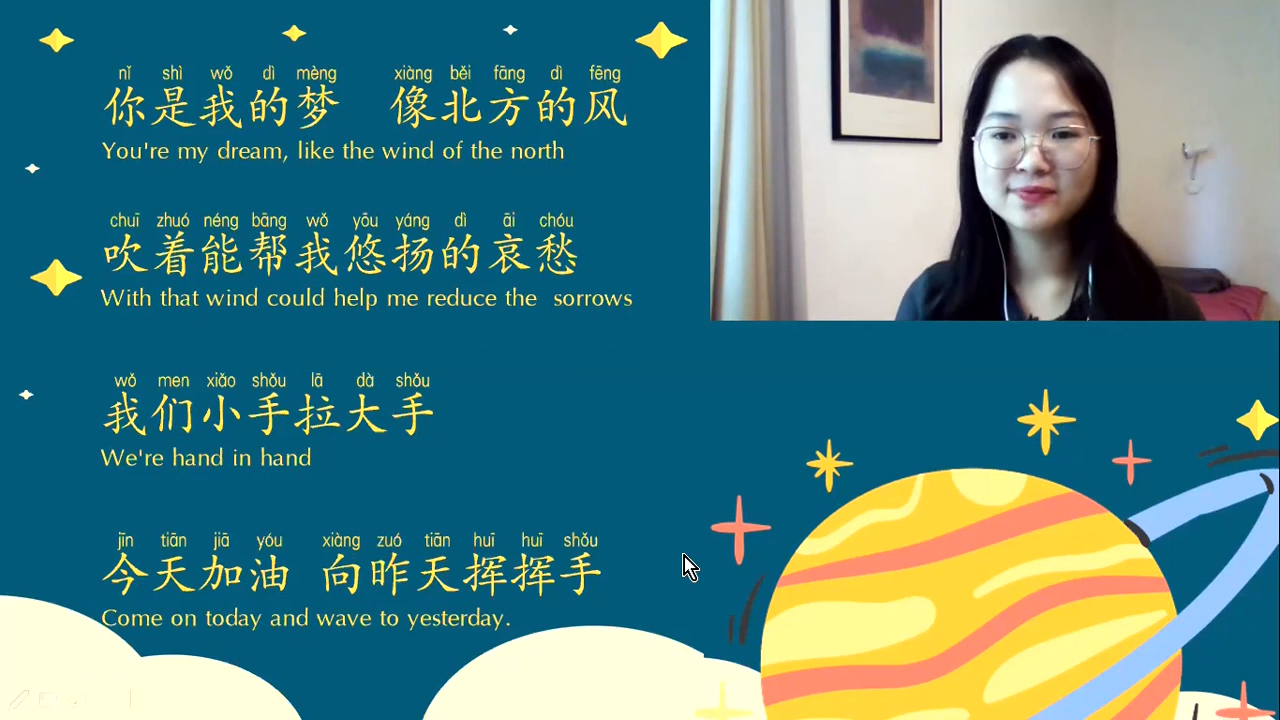 nǐ shì wǒ dì mèng xiàng běi fāng dì fēng
你是我的梦 像北方的风
You're my dream, like the wind of the north
chuī zhuó néng bāng wǒ yōu yáng dì āi chóu
吹着能帮我悠扬的哀愁
With that wind could help me reduce the sorrows
wǒ men xiǎo shǒu lā dà shǒu
我们小手拉大手
We're hand in hand
jīn tiān jiā yóu xiàng zuó tiān huī huī shǒu
今天加油 向昨天挥挥手
Come on today and wave to yesterday.